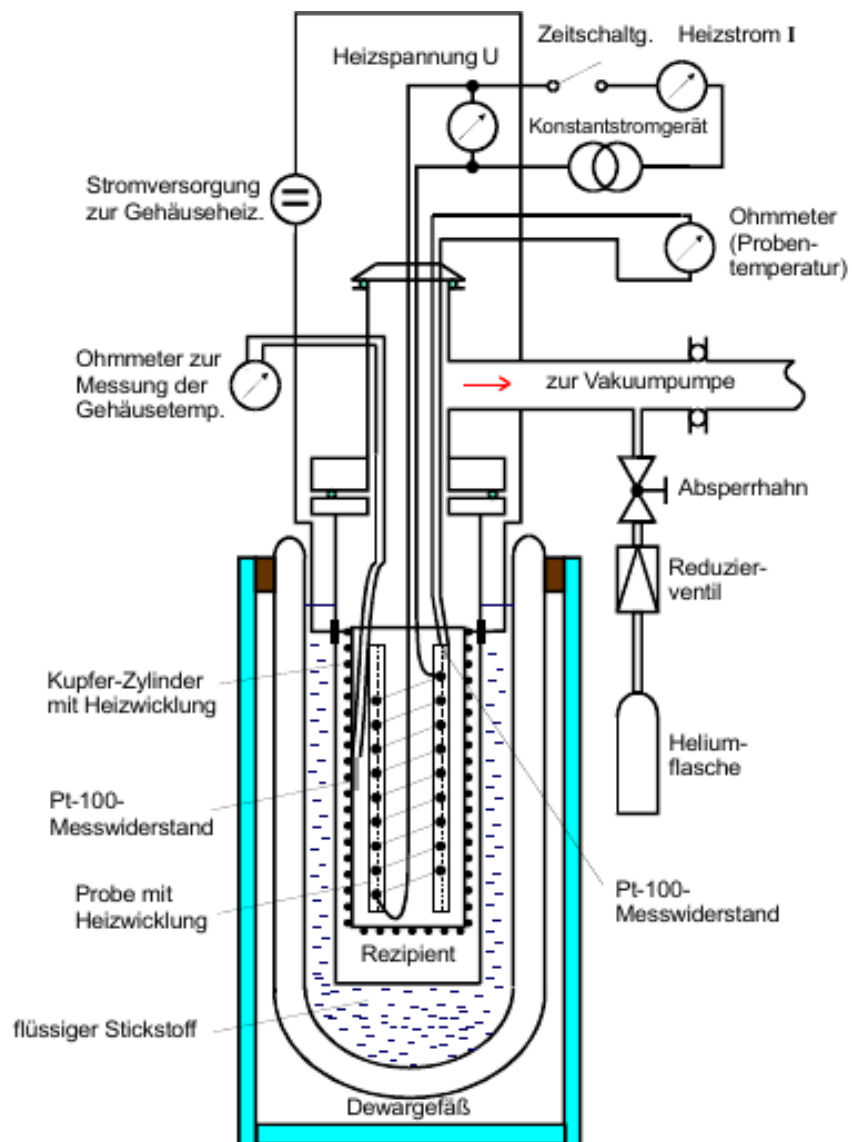 Heizspannung U
Zeitschaltg.
Heizstrom I
Konstantstromgerät
Stromversorgung
zur Gehäuseheiz.
Ohmmeter
(Proben-
temperatur)
Ohmmeter zur
Messung der
Gehäusetemp.
zur Vakuumpumpe
Absperrhahn
Reduzier-
ventil
Helium-
flasche
Kupfer-Zylinder
mit Heizwicklung
Pt-100-
Messwiderstand
Probe mit
Heizwicklung
Pt-100-
Messwiderstand
Rezipient
flüssiger Stickstoff
Dewargefäß